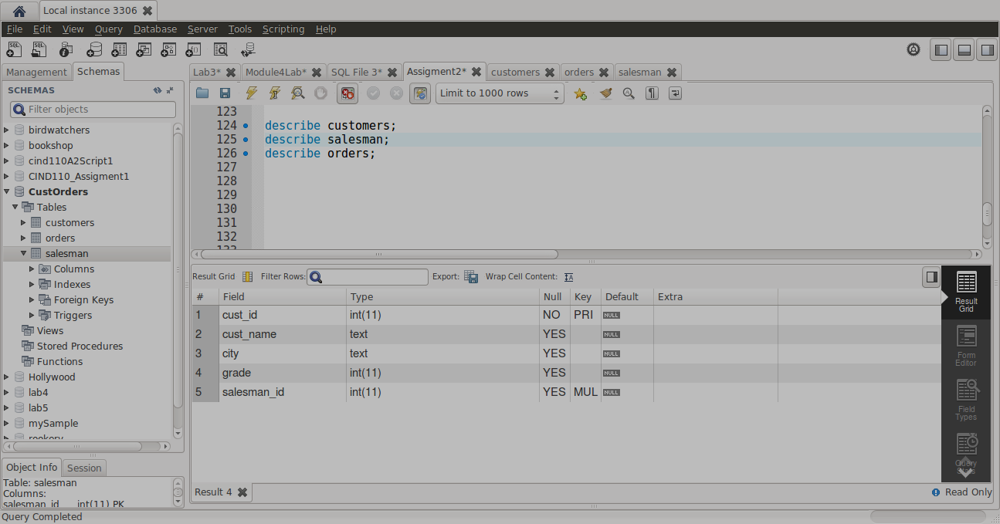 Local instance 3306
File Edit View Query Database Server Tools Scripting Help
Management Schemas
Lab3* Module4Lab* SQL File 3* Assigment2* customers orders salesman
SCHEMAS
Filter objects
Limit to 1000 rows
birdwatchers
bookshop
cind110A2Script1
CIND110_Assigment1
CustOrders
Tables
customers
orders
salesman
Columns
Indexes
Foreign Keys
Triggers
Views
Stored Procedures
Functions
Hollywood
lab4
lab5
mySample
rookery
Object Info Session
Table: salesman
Columns:
salesman_id int(11) PK
123
124 describe customers;
125 describe salesman;
126 describe orders;
127
128
129
130
131
132
133
Result Grid Filter Rows: Export: Wrap Cell Content:
# Field Type Null Key Default Extra
1 cust_id int(11) NO PRI NULL
2 cust_name text YES NULL
3 city text YES NULL
4 grade int(11) YES NULL
5 salesman_id int(11) YES MUL NULL
Result
Grid
Form
Editor
Field
Types
Query
Stats
Result 4
Read Only
Query Completed